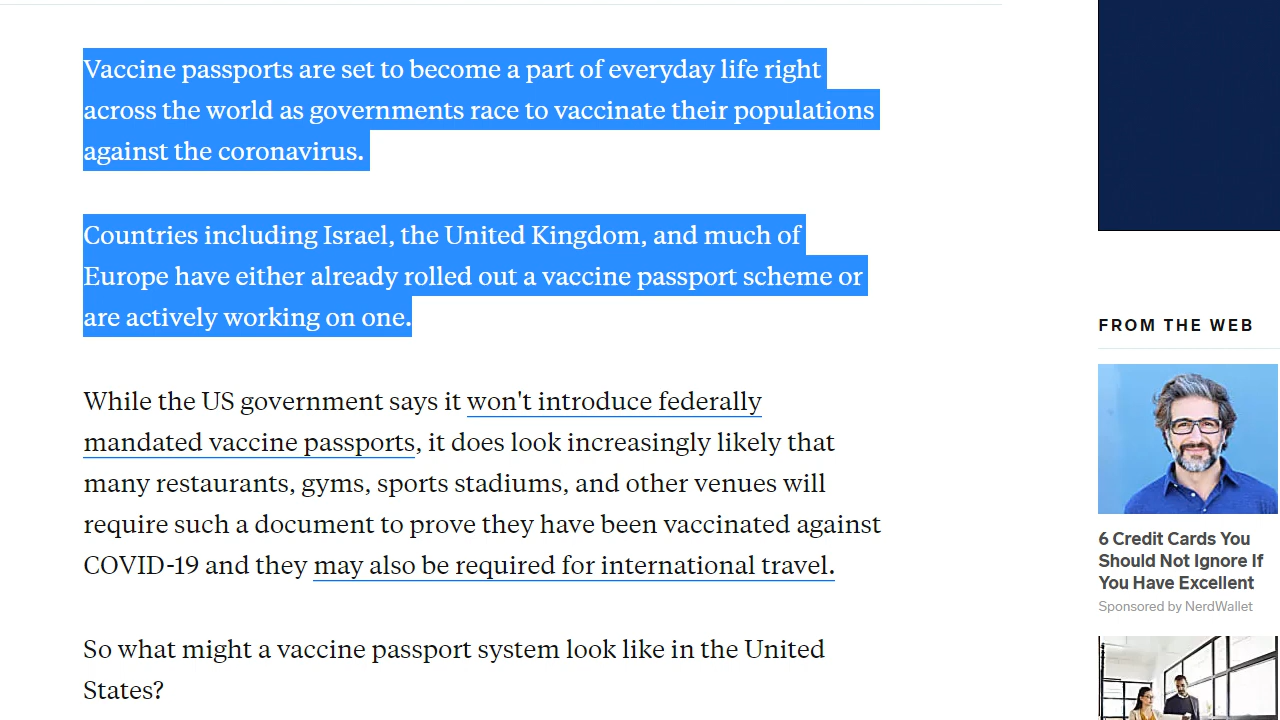 Vaccine passports are set to become a part of everyday life right
across the world as governments race to vaccinate their populations
against the coronavirus.
Countries including Israel, the United Kingdom, and much of
Europe have either already rolled out a vaccine passport scheme or
are actively working on one.
While the US government says it won't introduce federally
mandated vaccine passports, it does look increasingly likely that
many restaurants, gyms, sports stadiums, and other venues will
require such a document to prove they have been vaccinated against
COVID-19 and they may also be required for international travel.
So what might a vaccine passport system look like in the United
States?
FROM THE WEB
6 Credit Cards You
Should Not Ignore If
You Have Excellent
Sponsored by NerdWallet